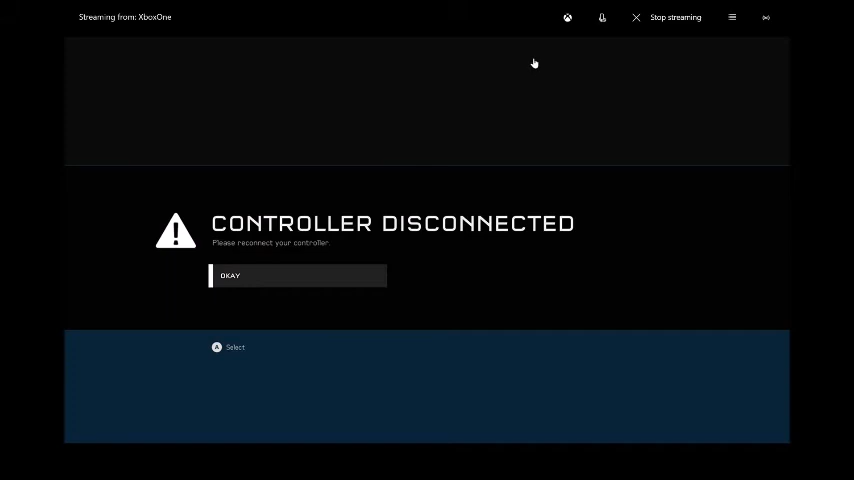 Streaming from: XboxOne
Stop streaming
CONTROLLER DISCONNECTED
Please reconnect your controller.
OKAY
A Select